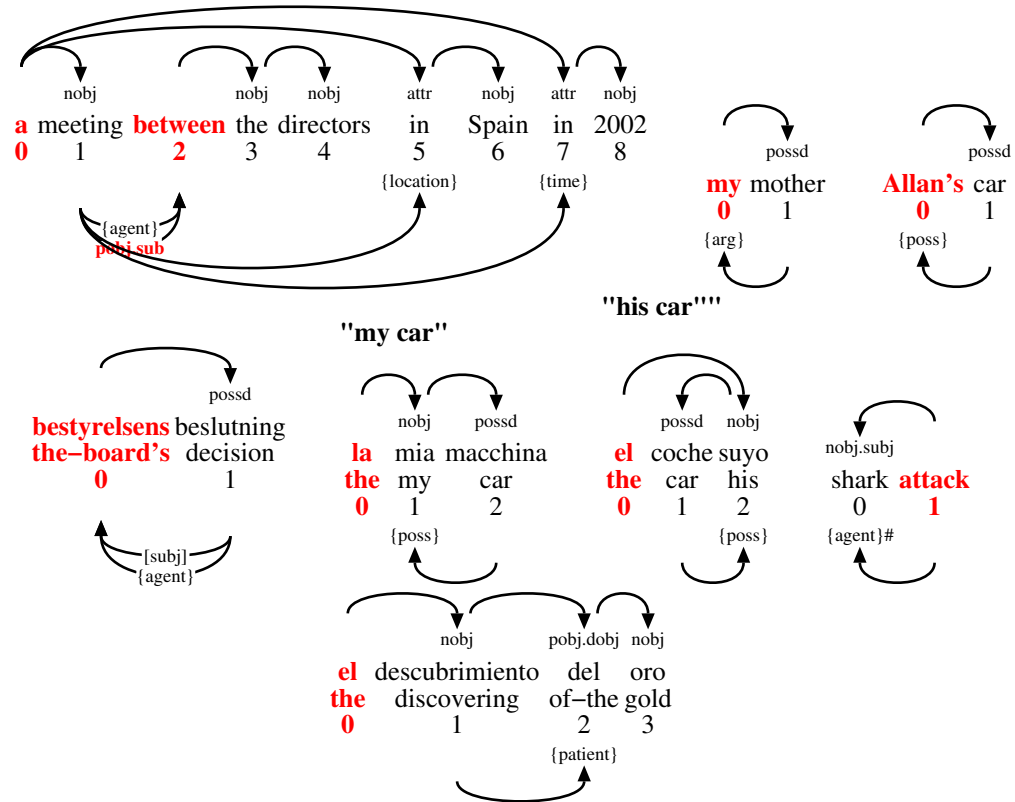 nobj nobj nobj attr nobj attr nobj
a meeting between the directors in Spain in 2002
0 1 2 3 4 5 6 7 8
{location} {time}
{agent}
pobj.sub
possd
my mother
0 1
{arg}
possd
Allan's car
0 1
{poss}
possd
bestyrelsens beslutning
the–board's decision
0 1
[subj]
{agent}
"my car"
nobj possd
la mia macchina
the my car
0 1 2
{poss}
"his car""
possd nobj
el coche suyo
the car his
0 1 2
{poss}
nobj.subj
shark attack
0 1
{agent}#
nobj pobj.dobj nobj
el descubrimiento del oro
the discovering of–the gold
0 1 2 3
{patient}